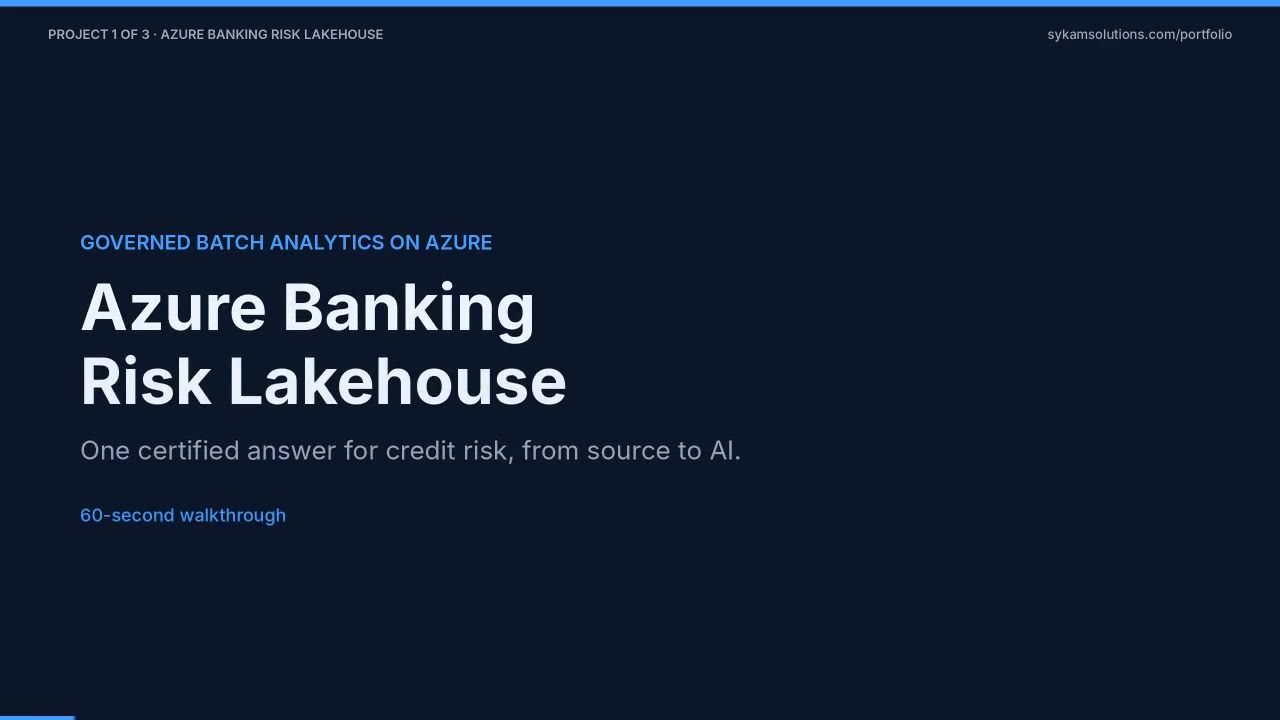 PROJECT 1 OF 3 · AZURE BANKING RISK LAKEHOUSE
sykamsolutions.com/portfolio
GOVERNED BATCH ANALYTICS ON AZURE
Azure Banking
Risk Lakehouse
One certified answer for credit risk, from source to AI.
60-second walkthrough